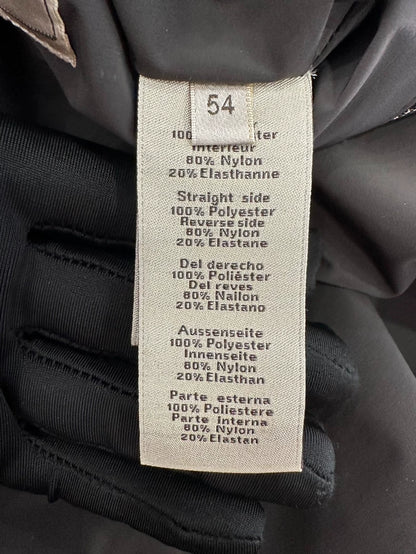 54
100% Polyester
Interieur
80% Nylon
20% Elasthanne
Straight side
100% Polyester
Reverse side
80% Nylon
20% Elastane
Del derecho
100% Poliéster
Del reves
80% Nailon
20% Elastano
Aussenseite
100% Polyester
Innenseite
80% Nylon
20% Elasthan
Parte esterna
100% Poliestere
Parte interna
80% Nylon
20% Elastan